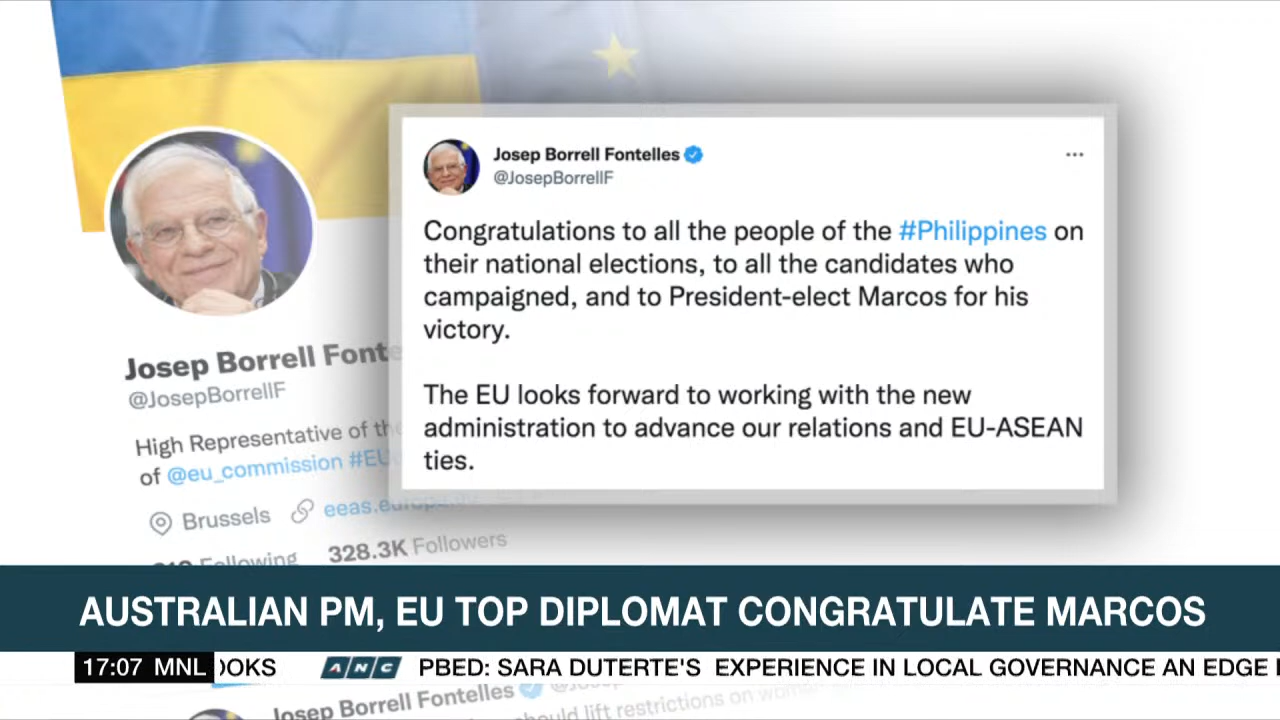 Josep Borrell Fontelles
@JosepBorrellF
Congratulations to all the people of the #Philippines on
their national elections, to all the candidates who
campaigned, and to President-elect Marcos for his
victory.
The EU looks forward to working with the new
administration to advance our relations and EU-ASEAN
ties.
Josep Borrell Fonte
@JosepBorrellF
High Representative of the
of @eu_commission #EU
Brussels
Following 328.3K Followers
AUSTRALIAN PM, EU TOP DIPLOMAT CONGRATULATE MARCOS
17:07 MNL OOKS ANC PBED: SARA DUTERTE'S EXPERIENCE IN LOCAL GOVERNANCE AN EDGE
Josep Borrell Fontelles
should lift restrictions on